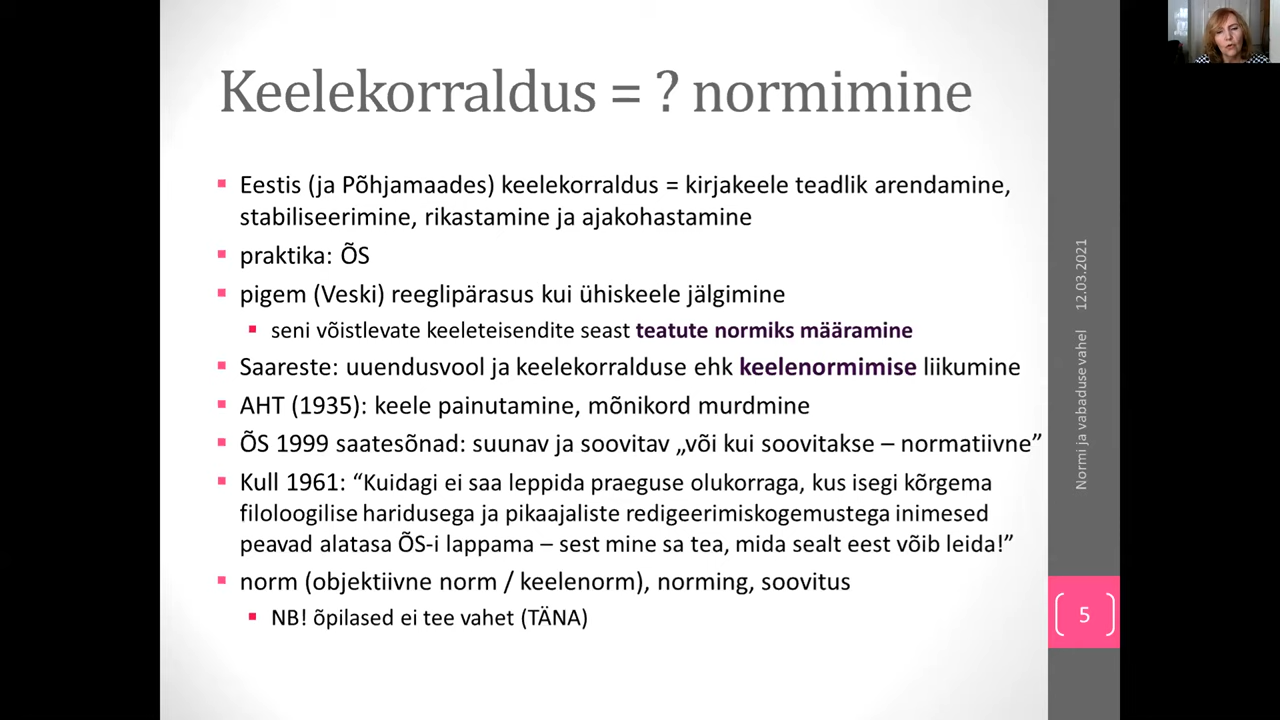 Keelekorraldus = ? normimine
Eestis (ja Põhjamaades) keelekorraldus = kirjakeele teadlik arendamine,
stabiliseerimine, rikastamine ja ajakohastamine
praktika: ÕS
pigem (Veski) reeglipärasus kui ühiskeele jälgimine
seni võistlevate keeleteisendite seast teatute normiks määramine
Saareste: uuendusvool ja keelekorralduse ehk keelenormimise liikumine
AHT (1935): keele painutamine, mõnikord murdmine
ÕS 1999 saatesõnad: suunav ja soovitav „või kui soovitakse – normatiivne”
Kull 1961: “Kuidagi ei saa leppida praeguse olukorraga, kus isegi kõrgema
filoloogilise haridusega ja pikaajaliste redigeerimiskogemustega inimesed
peavad alatasa ÕS-i lappama – sest mine sa tea, mida sealt eest võib leida!”
norm (objektiivne norm / keelenorm), norming, soovitus
NB! õpilased ei tee vahet (TÄNA)
Normi ja vabaduse vahel 12.03.2021
5